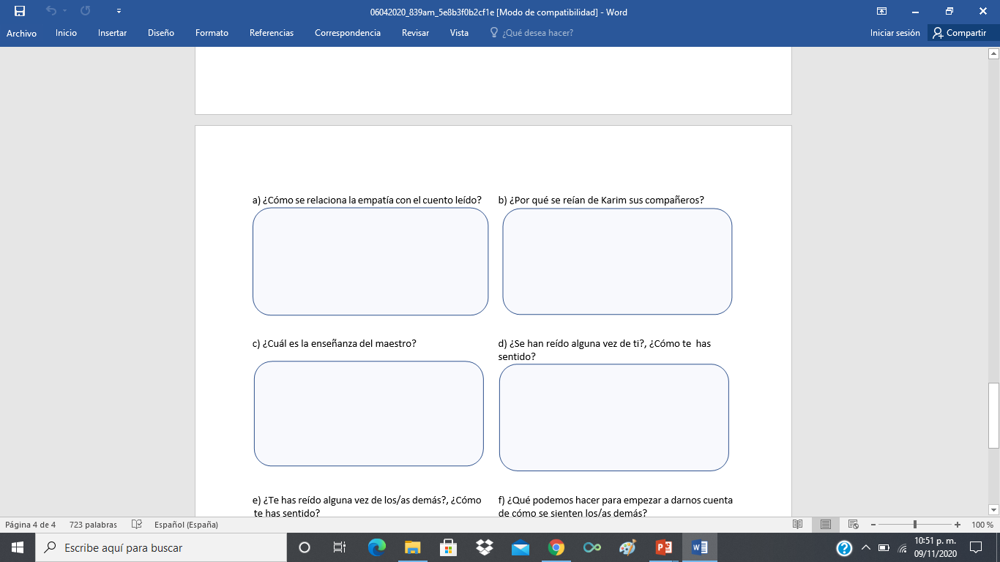 06042020_839am_5e8b3f0b2cf1e [Modo de compatibilidad] - Word
Archivo Inicio Insertar Diseño Formato Referencias Correspondencia Revisar Vista ¿Qué desea hacer? Iniciar sesión Compartir
a) ¿Cómo se relaciona la empatía con el cuento leído?
b) ¿Por qué se reían de Karim sus compañeros?
c) ¿Cuál es la enseñanza del maestro?
d) ¿Se han reído alguna vez de ti?, ¿Cómo te has
sentido?
e) ¿Te has reído alguna vez de los/as demás?, ¿Cómo
te has sentido?
f) ¿Qué podemos hacer para empezar a darnos cuenta
de cómo se sienten los/as demás?
Página 4 de 4 723 palabras Español (España) 100 %
Escribe aquí para buscar
10:51 p. m.
09/11/2020